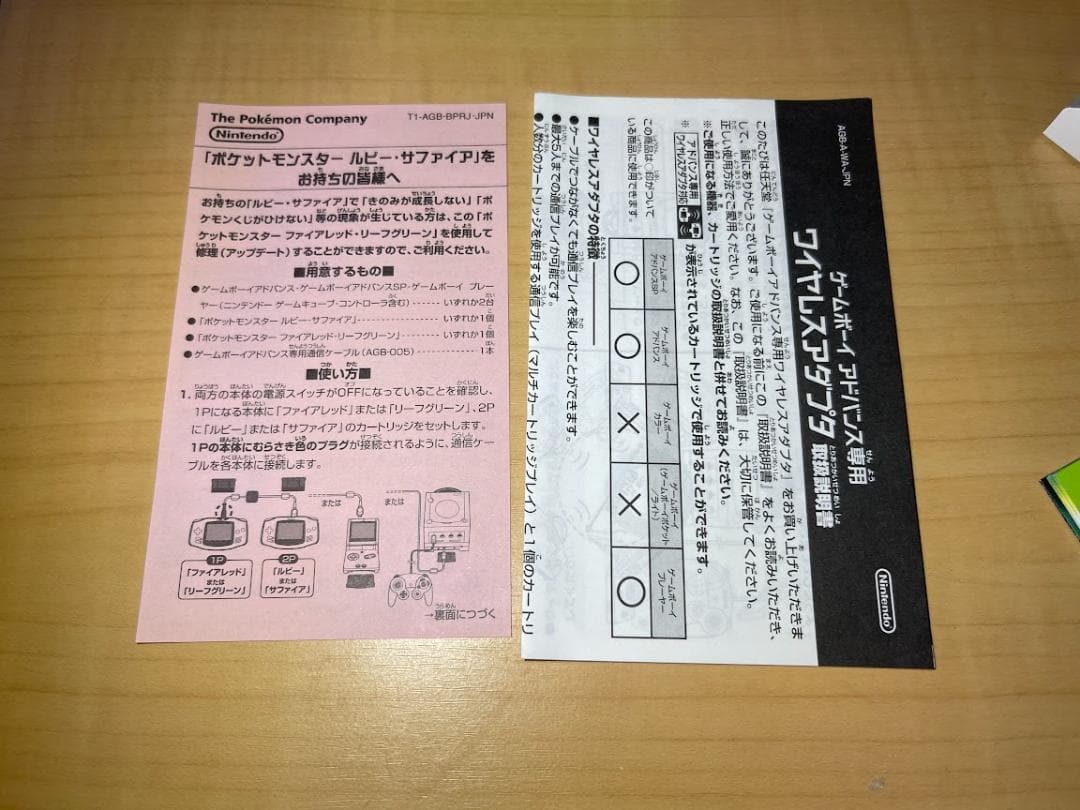 The Pokémon Company
T1-AGB-BPRJ-JPN
Nintendo
「ポケットモンスター ルビー・サファイア」を
お持ちの皆様へ
お持ちの「ルビー・サファイア」で「きのみが成長しない」「ポ
ケモンくじがひけない」等の現象が生じている方は、この「ポ
ケットモンスター ファイアレッド・リーフグリーン」を使用して
修理(アップデート)することができますので、ご利用ください。
■用意するもの■
●ゲームボーイアドバンス・ゲームボーイアドバンスSP・ゲームボーイ プレー
ヤー(ニンテンドー ゲームキューブ・コントローラ含む)‥‥‥いずれか2台
●「ポケットモンスター ルビー・サファイア」‥‥‥いずれか1個
●「ポケットモンスター ファイアレッド・リーフグリーン」‥‥‥いずれか1個
●ゲームボーイアドバンス専用通信ケーブル(AGB-005)‥‥‥1本
■使い方■
1. 両方の本体の電源スイッチがOFFになっていることを確認し、
1Pになる本体に「ファイアレッド」または「リーフグリーン」、2P
に「ルビー」または「サファイア」のカートリッジをセットします。
1Pの本体にむらさき色のプラグが接続されるように、通信ケー
ブルを各本体に接続します。
または
または
1P
2P
「ファイアレッド」
または
「リーフグリーン」
「ルビー」
または
「サファイア」
→裏面につづく
AGB-A-WA-JPN
ゲームボーイ アドバンス専用
ワイヤレスアダプタ 取扱説明書
Nintendo
このたびは任天堂「ゲームボーイアドバンス専用ワイヤレスアダプタ」をお買い上げいただきま
して、誠にありがとうございます。ご使用になる前にこの「取扱説明書」をよくお読みいただき、
正しい使用方法でご愛用ください。なお、この「取扱説明書」は、大切に保管してください。
※ご使用になる機器、カートリッジの取扱説明書と併せてお読みください。
※
アドバンス専用
ワイヤレスアダプタ対応
が表示されているカートリッジで使用することができます。
この商品は○印がついて
いる商品に使用できます。
ゲームボーイ
アドバンスSP
ゲームボーイ
アドバンス
ゲームボーイ
カラー
ゲームボーイ
(ゲームボーイポケット
/ライト)
ゲームボーイ
プレーヤー
○
○
×
×
○
■ワイヤレスアダプタの特徴
●ケーブルでつながなくても通信プレイを楽しむことができます。
●最大5人までの通信プレイが可能です。
●人数分のカートリッジを使用する通信プレイ(マルチカートリッジプレイ)と1個のカートリ